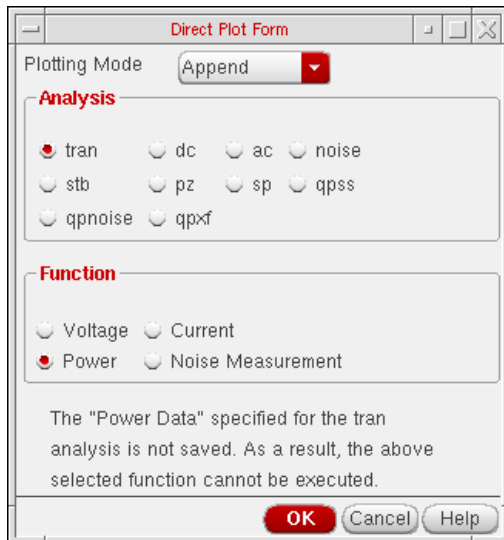 Direct Plot Form
Plotting Mode Append
Analysis
tran dc ac noise
stb pz sp qpss
qpnoise qpxf
Function
Voltage Current
Power Noise Measurement
The "Power Data" specified for the tran
analysis is not saved. As a result, the above
selected function cannot be executed.
OK Cancel Help